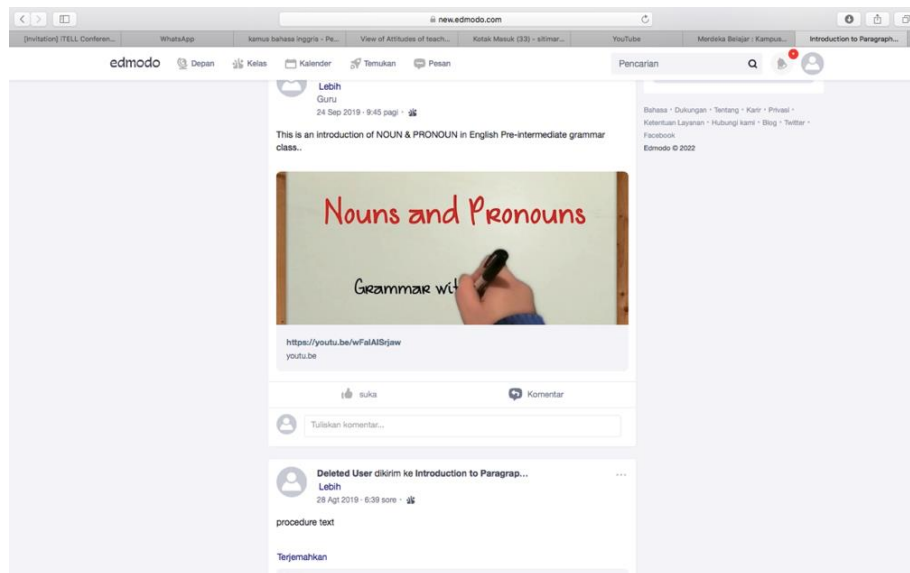 new.edmodo.com
[Invitation] iTELL Conferen...
WhatsApp
kamus bahasa inggris - Pe...
View of Attitudes of teach...
Kotak Masuk (33) - sitimar...
YouTube
Merdeka Belajar : Kampus...
Introduction to Paragraph...
edmodo
Depan
Kelas
Kalender
Temukan
Pesan
Pencarian
Lebih
Guru
24 Sep 2019 · 9:45 pagi ·
This is an introduction of NOUN & PRONOUN in English Pre-intermediate grammar
class..
Nouns and Pronouns
Grammar wit
https://youtu.be/wFalAISrjaw
youtu.be
suka
Komentar
Tuliskan komentar...
Deleted User dikirim ke Introduction to Paragrap...
Lebih
28 Agt 2019 · 6:39 sore ·
procedure text
Terjemahkan
Bahasa · Dukungan · Tentang · Karir · Privasi ·
Ketentuan Layanan · Hubungi kami · Blog · Twitter ·
Facebook
Edmodo © 2022